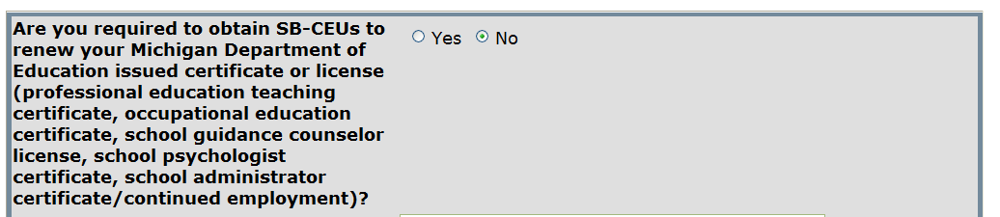 Are you required to obtain SB-CEUs to
renew your Michigan Department of
Education issued certificate or license
(professional education teaching
certificate, occupational education
certificate, school guidance counselor
license, school psychologist
certificate, school administrator
certificate/continued employment)?
Yes No